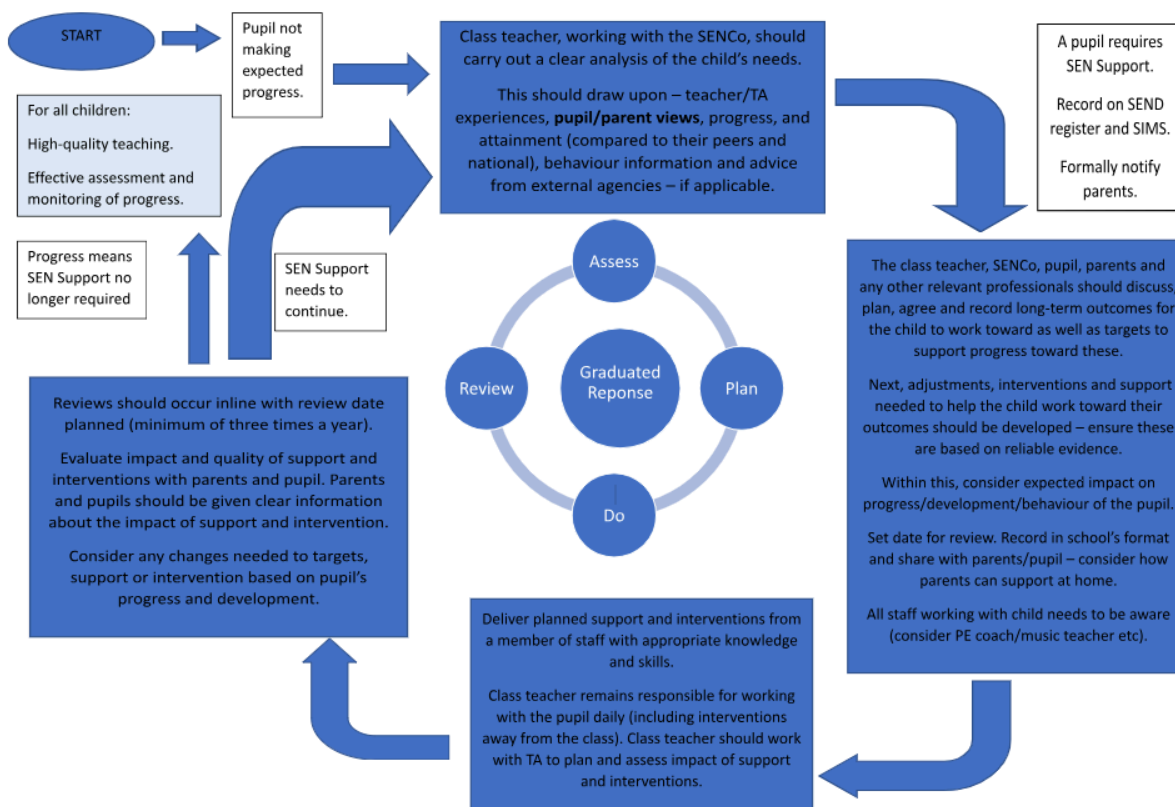 START
Pupil not
making
expected
progress.
For all children:
High-quality teaching.
Effective assessment and
monitoring of progress.
Class teacher, working with the SENCo, should
carry out a clear analysis of the child's needs.
This should draw upon – teacher/TA
experiences, pupil/parent views, progress, and
attainment (compared to their peers and
national), behaviour information and advice
from external agencies – if applicable.
A pupil requires
SEN Support.
Record on SEND
register and SIMS.
Formally notify
parents.
The class teacher, SENCo, pupil, parents and
any other relevant professionals should discuss,
plan, agree and record long-term outcomes for
the child to work toward as well as targets to
support progress toward these.
Next, adjustments, interventions and support
needed to help the child work toward their
outcomes should be developed – ensure these
are based on reliable evidence.
Within this, consider expected impact on
progress/development/behaviour of the pupil.
Set date for review. Record in school's format
and share with parents/pupil – consider how
parents can support at home.
All staff working with child needs to be aware
(consider PE coach/music teacher etc).
Deliver planned support and interventions from
a member of staff with appropriate knowledge
and skills.
Class teacher remains responsible for working
with the pupil daily (including interventions
away from the class). Class teacher should work
with TA to plan and assess impact of support
and interventions.
Reviews should occur inline with review date
planned (minimum of three times a year).
Evaluate impact and quality of support and
interventions with parents and pupil. Parents
and pupils should be given clear information
about the impact of support and intervention.
Consider any changes needed to targets,
support or intervention based on pupil's
progress and development.
Progress means
SEN Support no
longer required
SEN Support
needs to
continue.
Assess
Plan
Do
Review
Graduated
Reponse